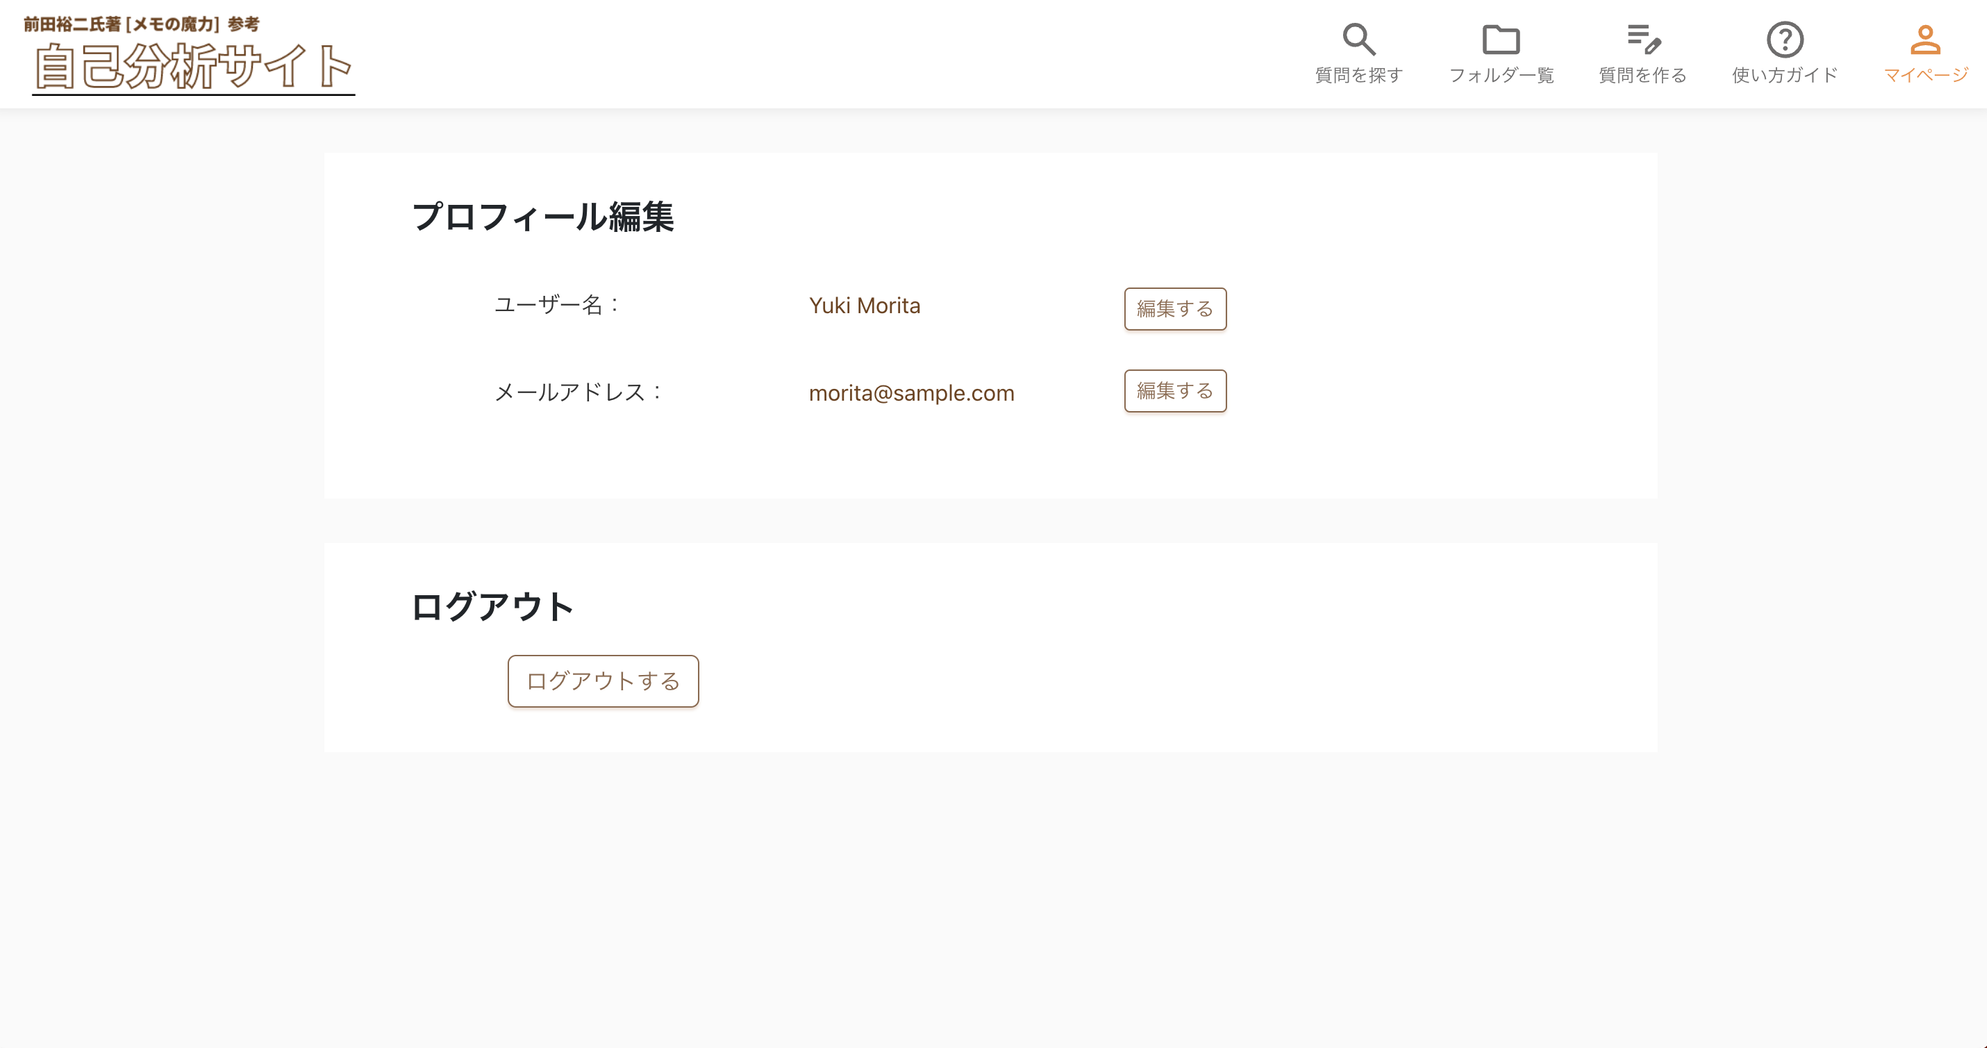 前田裕二氏著 [メモの魔力] 参考
自己分析サイト
質問を探す
フォルダ一覧
質問を作る
使い方ガイド
マイページ
プロフィール編集
ユーザー名：
Yuki Morita
編集する
メールアドレス：
morita@sample.com
編集する
ログアウト
ログアウトする